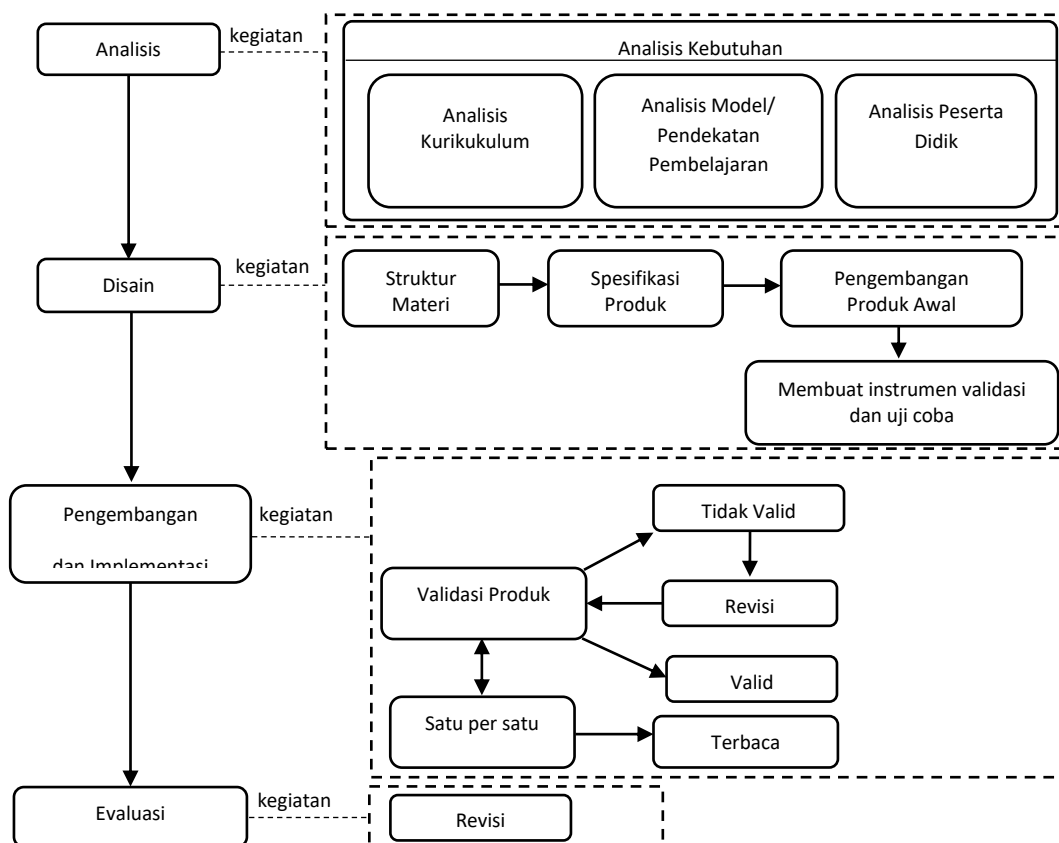 Analisis
kegiatan
Analisis Kebutuhan
Analisis
Kurikukulum
Analisis Model/
Pendekatan
Pembelajaran
Analisis Peserta
Didik
Disain
kegiatan
Struktur
Materi
Spesifikasi
Produk
Pengembangan
Produk Awal
Membuat instrumen validasi
dan uji coba
Pengembangan
dan Implementasi
kegiatan
Tidak Valid
Validasi Produk
Revisi
Valid
Satu per satu
Terbaca
Evaluasi
kegiatan
Revisi